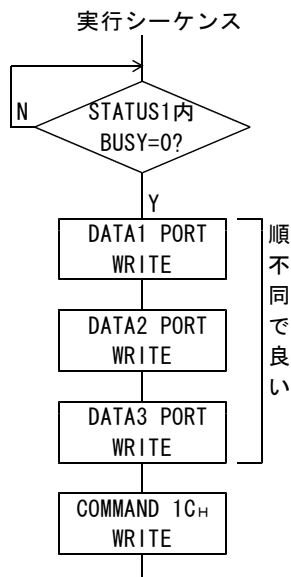 実行シーケンス
N
STATUS1内
BUSY=0?
Y
DATA1 PORT
WRITE
DATA2 PORT
WRITE
DATA3 PORT
WRITE
順不同で良い
COMMAND 1CH
WRITE